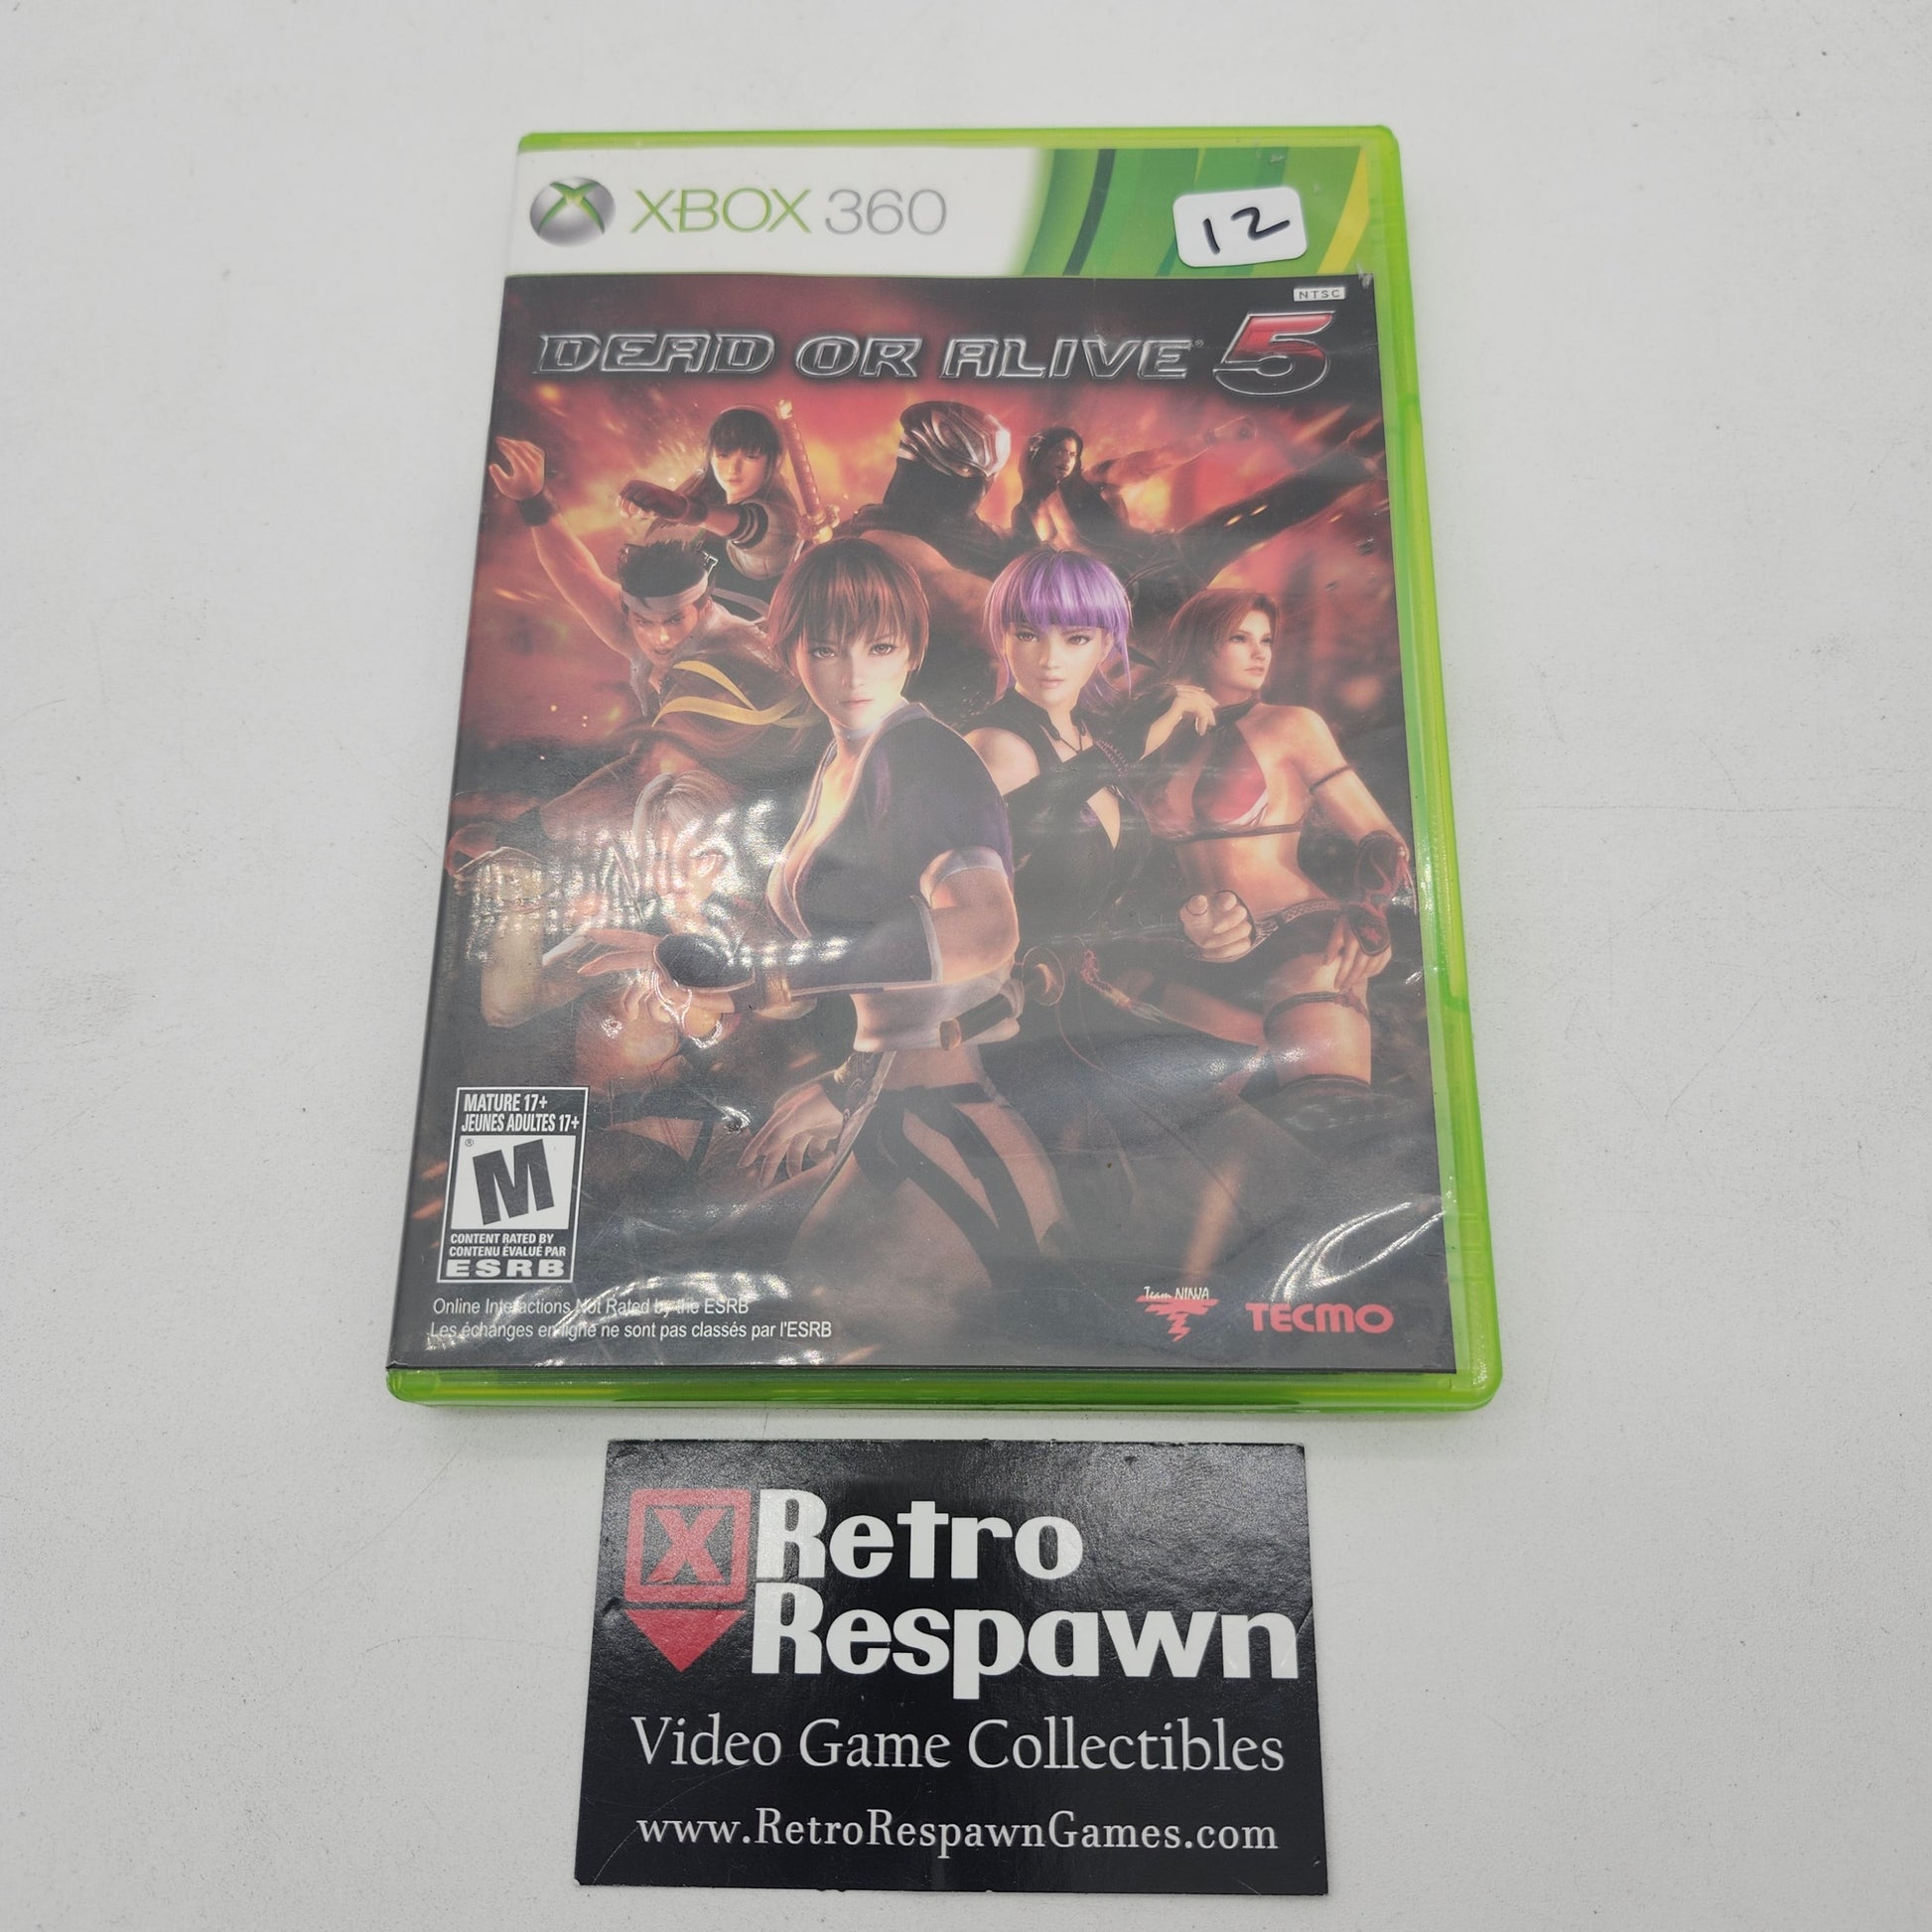 XBOX 360
12
NTSC
DEAD OR ALIVE® 5
MATURE 17+
JEUNES ADULTES 17+
®
M
CONTENT RATED BY
CONTENU ÉVALUÉ PAR
ESRB
Online Interactions Not Rated by the ESRB
Les échanges en ligne ne sont pas classés par l'ESRB
Team NINJA
TECMO
X Retro
Respawn
Video Game Collectibles
www.RetroRespawnGames.com